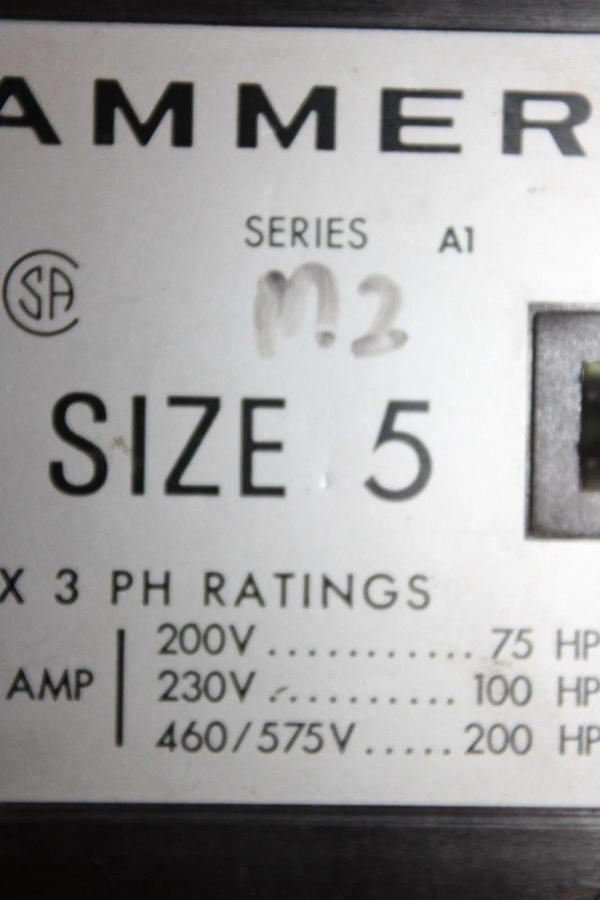 AMMER
SERIES A1
SA
M.2
SIZE 5
X 3 PH RATINGS
200V ............ 75 HP
AMP 230V ........... 100 HP
460/575V ..... 200 HP